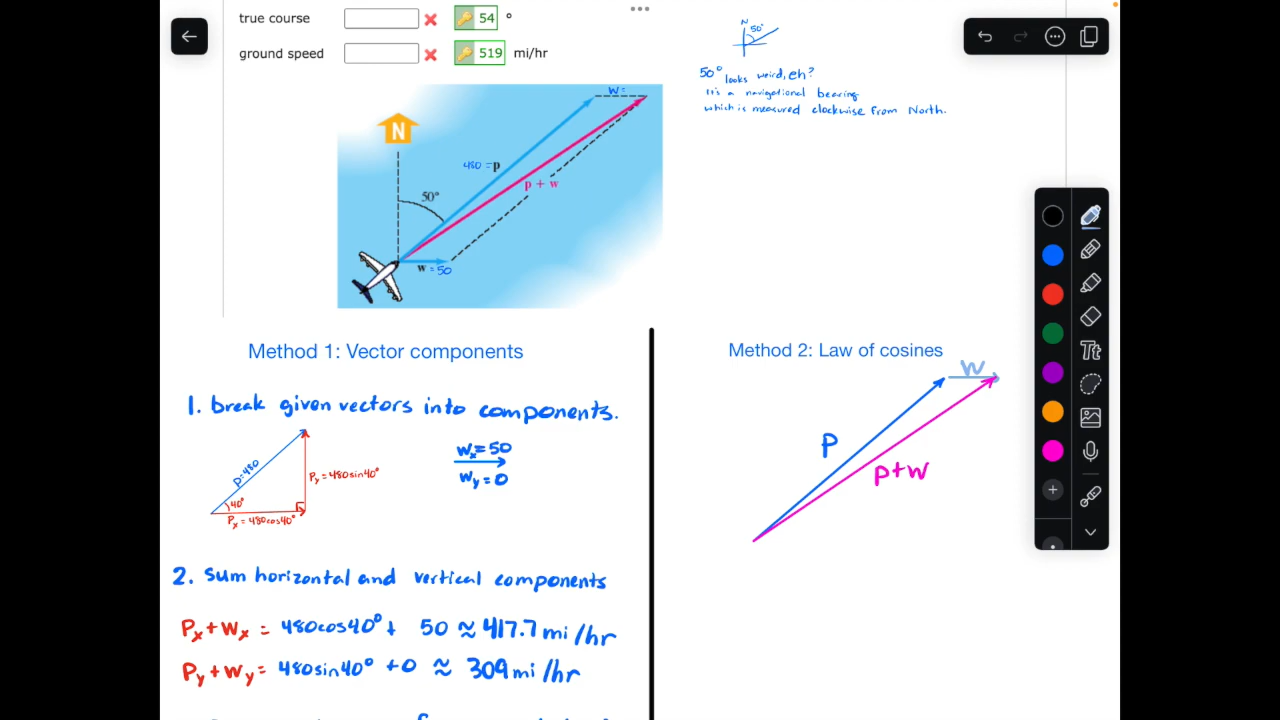 true course 54 °
ground speed 519 mi/hr
N
50°
50° looks weird, eh?
It's a navigational bearing
which is measured clockwise from North.
w =
N
480 = p
50°
p + w
w = 50
Method 1: Vector components
1. break given vectors into components.
p=480
40°
Py = 480sin40°
Px = 480cos40°
Wx = 50
Wy = 0
2. Sum horizontal and vertical components
Px + Wx = 480cos40° + 50 ≈ 417.7 mi/hr
Py + Wy = 480sin40° + 0 ≈ 309 mi/hr
Method 2: Law of cosines
W
P
P+W
Tt